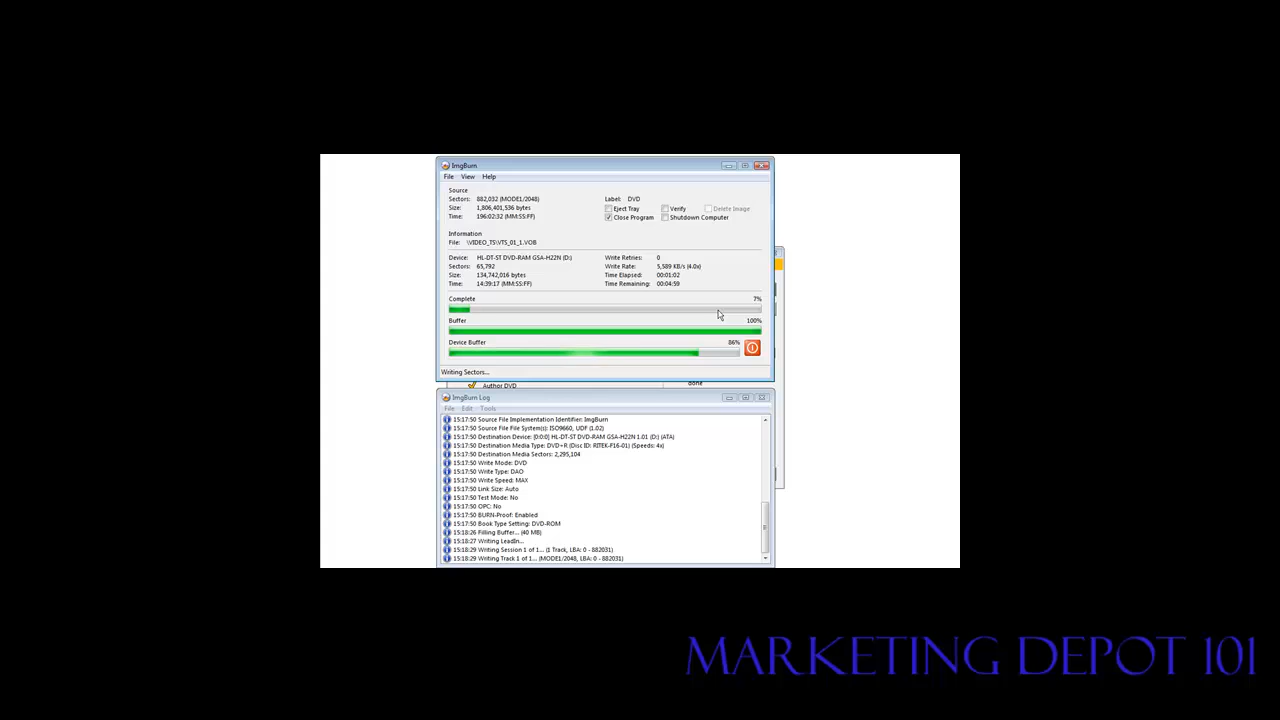 ImgBurn
File View Help
Source
Sectors: 882,032 (MODE1/2048)
Size: 1,806,401,536 bytes
Time: 196:02:32 (MM:SS:FF)
Label: DVD
Eject Tray Verify Delete Image
Close Program Shutdown Computer
Information
File: \VIDEO_TS\VTS_01_1.VOB
Device: HL-DT-ST DVD-RAM GSA-H22N (D:)
Sectors: 65,792
Size: 134,742,016 bytes
Time: 14:39:17 (MM:SS:FF)
Write Retries: 0
Write Rate: 5,589 KB/s (4.0x)
Time Elapsed: 00:01:02
Time Remaining: 00:04:59
Complete 7%
Buffer 100%
Device Buffer 86%
Writing Sectors...
Author DVD done
ImgBurn Log
File Edit Tools
15:17:50 Source File Implementation Identifier: ImgBurn
15:17:50 Source File File System(s): ISO9660, UDF (1.02)
15:17:50 Destination Device: [0:0:0] HL-DT-ST DVD-RAM GSA-H22N 1.01 (D:) (ATA)
15:17:50 Destination Media Type: DVD+R (Disc ID: RITEK-F16-01) (Speeds: 4x)
15:17:50 Destination Media Sectors: 2,295,104
15:17:50 Write Mode: DVD
15:17:50 Write Type: DAO
15:17:50 Write Speed: MAX
15:17:50 Link Size: Auto
15:17:50 Test Mode: No
15:17:50 OPC: No
15:17:50 BURN-Proof: Enabled
15:17:50 Book Type Setting: DVD-ROM
15:18:26 Filling Buffer... (40 MB)
15:18:27 Writing LeadIn...
15:18:29 Writing Session 1 of 1... (1 Track, LBA: 0 - 882031)
15:18:29 Writing Track 1 of 1... (MODE1/2048, LBA: 0 - 882031)
MARKETING DEPOT 101